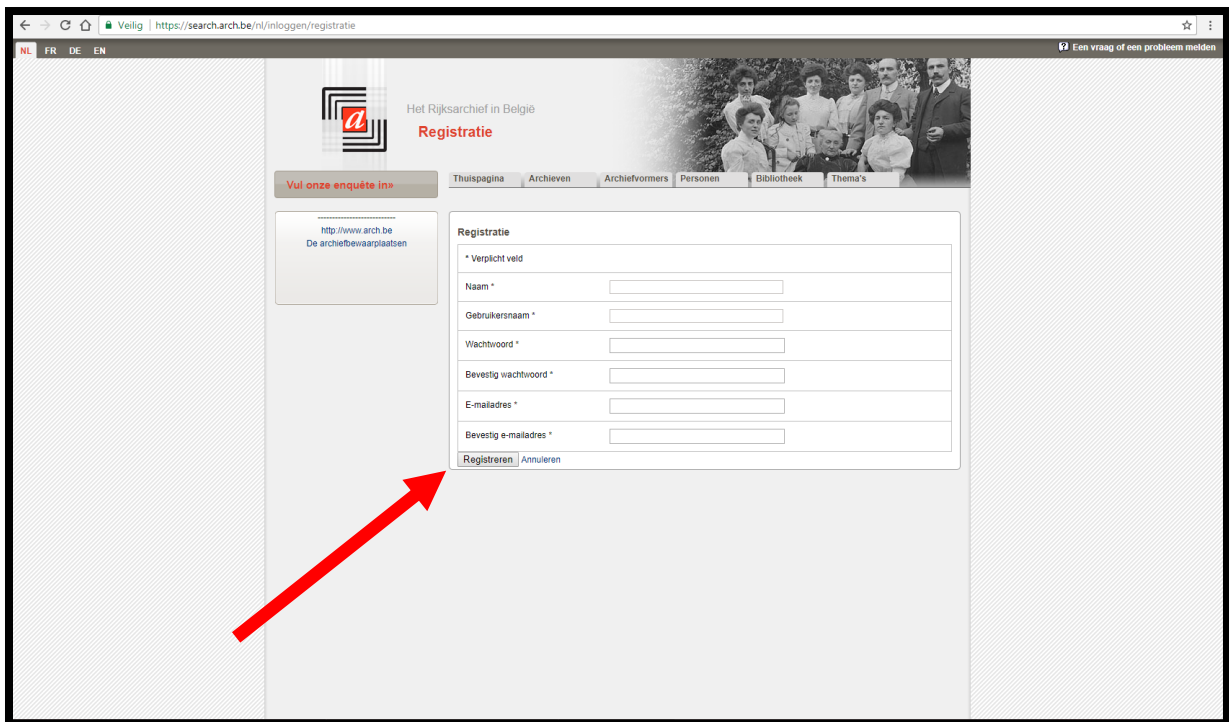 Veilig | https://search.arch.be/nl/inloggen/registratie
NL FR DE EN
Een vraag of een probleem melden
a
Het Rijksarchief in België
Registratie
Vul onze enquête in»
Thuispagina Archieven Archiefvormers Personen Bibliotheek Thema's
----------------------------
http://www.arch.be
De archiefbewaarplaatsen
Registratie
* Verplicht veld
Naam *
Gebruikersnaam *
Wachtwoord *
Bevestig wachtwoord *
E-mailadres *
Bevestig e-mailadres *
Registreren Annuleren